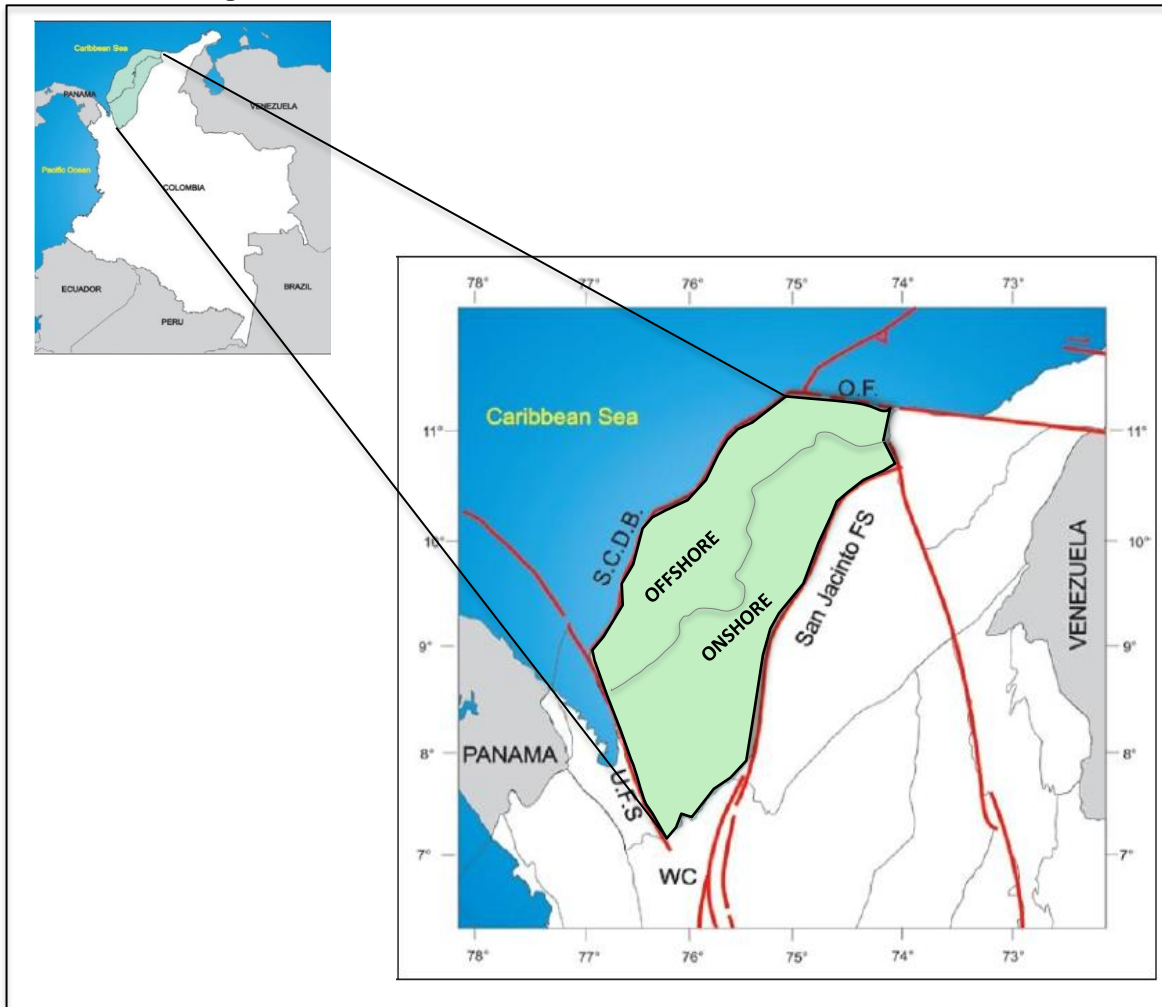 Caribbean Sea
PANAMA
VENEZUELA
Pacific Ocean
COLOMBIA
ECUADOR
BRAZIL
PERU
78° 77° 76° 75° 74° 73°
O.F.
Caribbean Sea
11° 11°
S.C.D.B.
OFFSHORE
San Jacinto FS
10° 10°
ONSHORE
VENEZUELA
9° 9°
8° 8°
PANAMA
U.F.S
7° 7°
WC
78° 77° 76° 75° 74° 73°